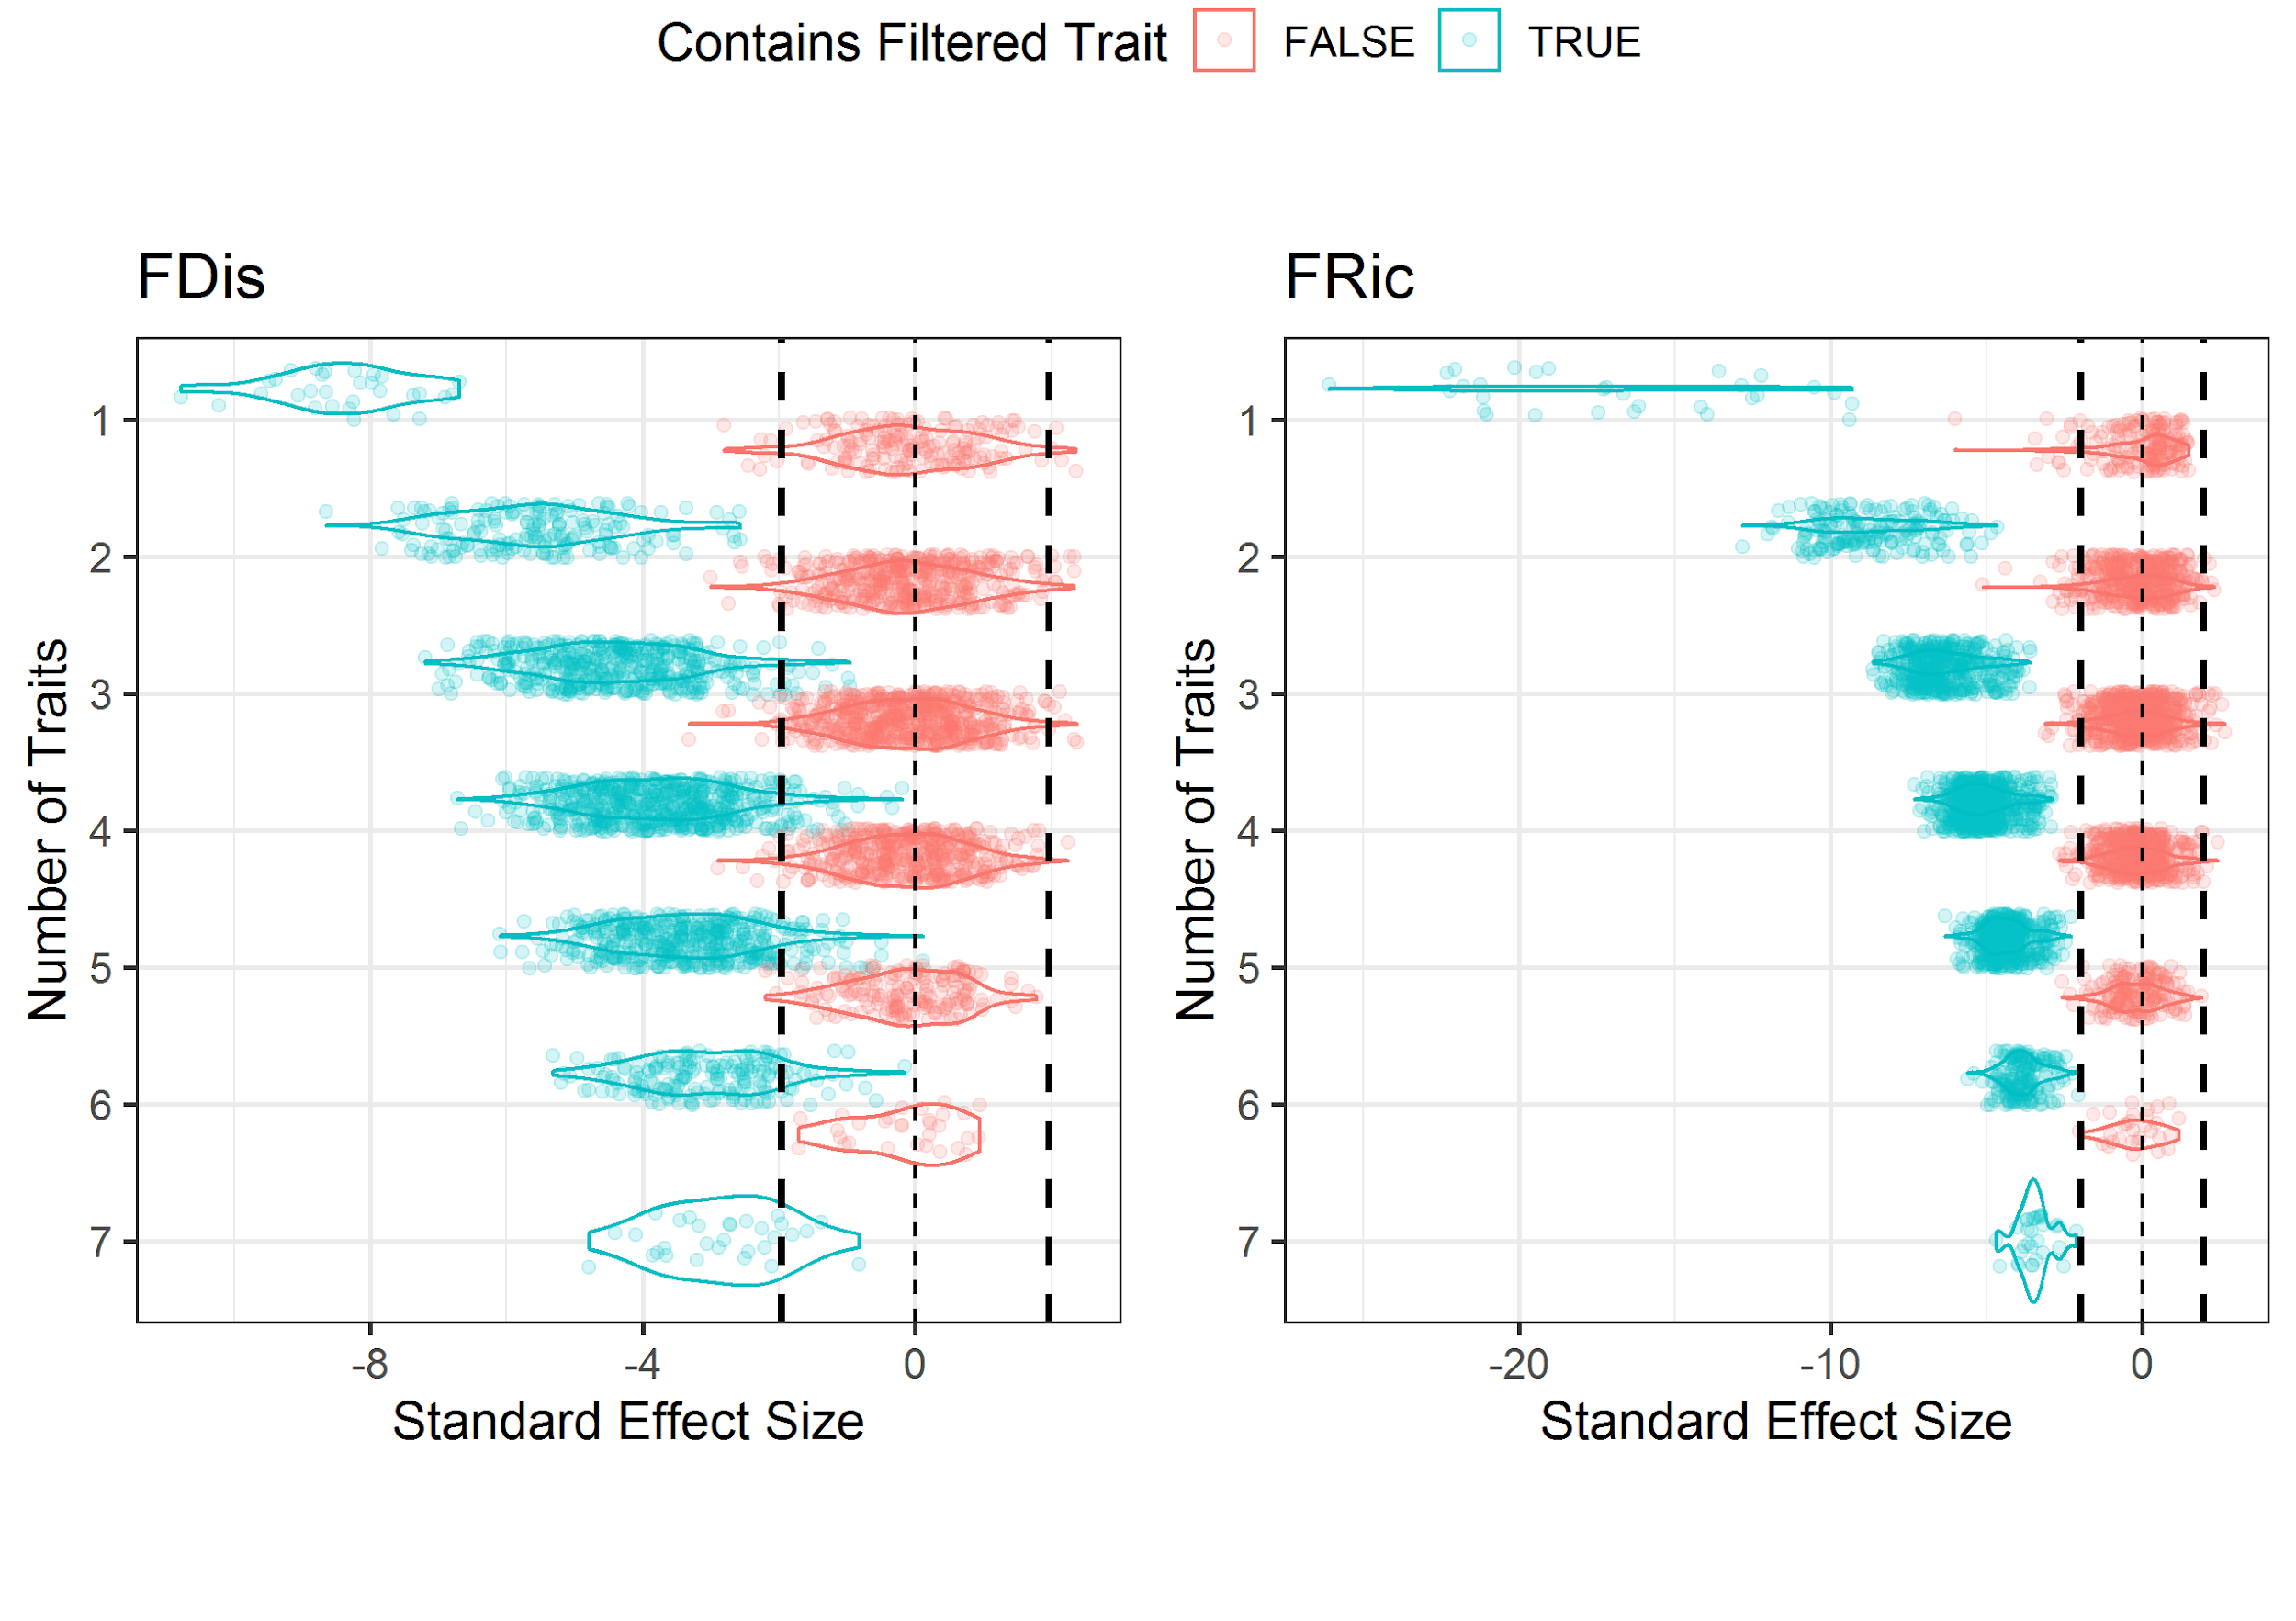 Contains Filtered Trait FALSE TRUE
FDis
Number of Traits
1
2
3
4
5
6
7
-8 -4 0
Standard Effect Size
FRic
Number of Traits
1
2
3
4
5
6
7
-20 -10 0
Standard Effect Size